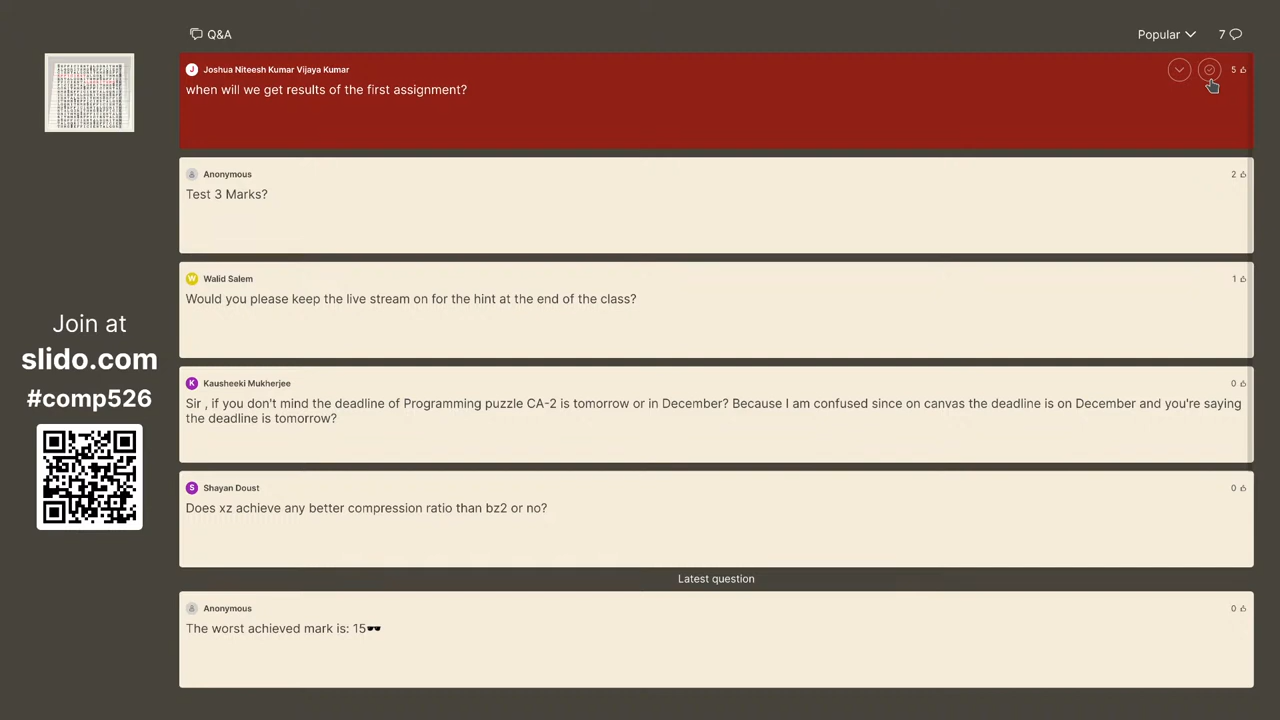 Q&A
Popular
7
J
Joshua Niteesh Kumar Vijaya Kumar
5
when will we get results of the first assignment?
Anonymous
2
Test 3 Marks?
W
Walid Salem
1
Would you please keep the live stream on for the hint at the end of the class?
Join at
slido.com
#comp526
K
Kausheeki Mukherjee
0
Sir , if you don't mind the deadline of Programming puzzle CA-2 is tomorrow or in December? Because I am confused since on canvas the deadline is on December and you're saying
the deadline is tomorrow?
S
Shayan Doust
0
Does xz achieve any better compression ratio than bz2 or no?
Latest question
Anonymous
0
The worst achieved mark is: 15🕶️